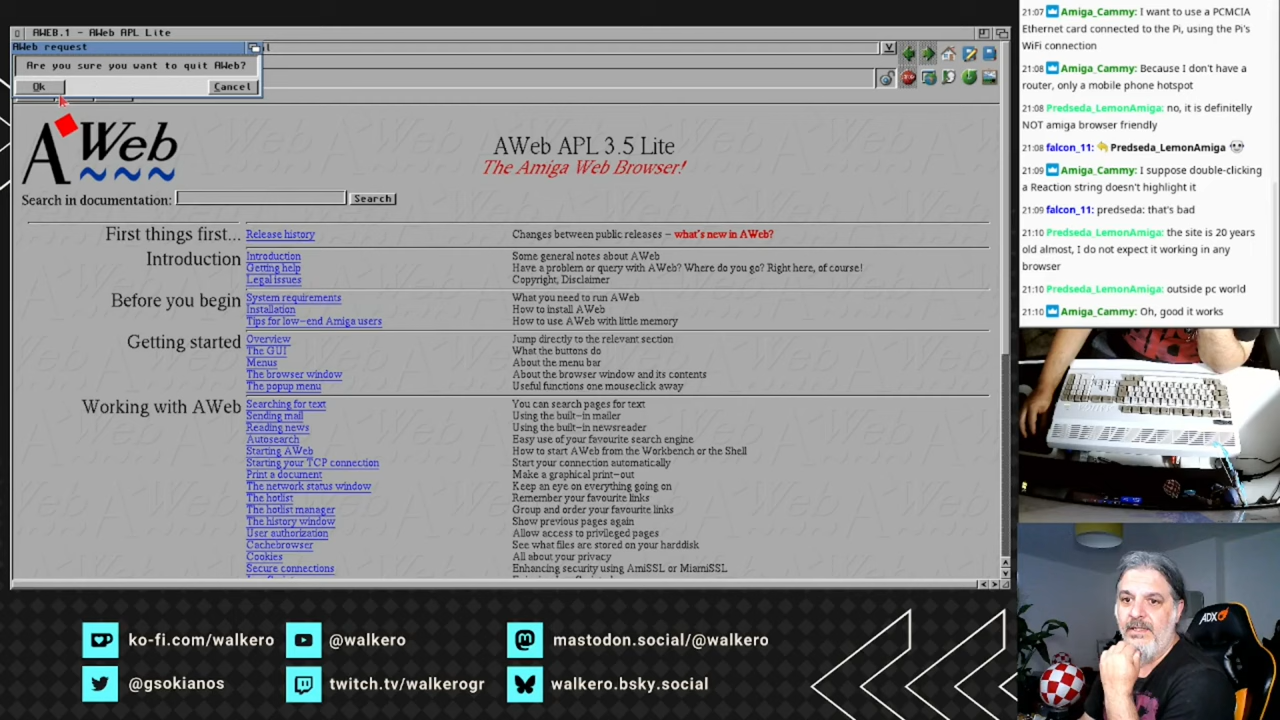 AWEB.1 - AWeb APL Lite
AWeb request
Are you sure you want to quit AWeb?
Ok
Cancel
AWeb
AWeb APL 3.5 Lite
The Amiga Web Browser!
Search in documentation:
Search
First things first... Release history Changes between public releases – what's new in AWeb?
Introduction Introduction Some general notes about AWeb
Getting help Have a problem or query with AWeb? Where do you go? Right here, of course!
Legal issues Copyright, Disclaimer
Before you begin System requirements What you need to run AWeb
Installation How to install AWeb
Tips for low–end Amiga users How to use AWeb with little memory
Getting started Overview Jump directly to the relevant section
The GUI What the buttons do
Menus About the menu bar
The browser window About the browser window and its contents
The popup menu Useful functions one mouseclick away
Working with AWeb Searching for text You can search pages for text
Sending mail Using the built–in mailer
Reading news Using the built–in newsreader
Autosearch Easy use of your favourite search engine
Starting AWeb How to start AWeb from the Workbench or the Shell
Starting your TCP connection Start your connection automatically
Print a document Make a graphical print–out
The network status window Keep an eye on everything going on
The hotlist Remember your favourite links
The hotlist manager Group and order your favourite links
The history window Show previous pages again
User authorization Allow access to privileged pages
Cachebrowser See what files are stored on your harddisk
Cookies All about your privacy
Secure connections Enhancing security using AmiSSL or MiamiSSL
21:07 Amiga_Cammy: I want to use a PCMCIA
Ethernet card connected to the Pi, using the Pi's
WiFi connection
21:08 Amiga_Cammy: Because I don't have a
router, only a mobile phone hotspot
21:08 Predseda_LemonAmiga: no, it is definitelly
NOT amiga browser friendly
21:08 falcon_11: Predseda_LemonAmiga
21:09 Amiga_Cammy: I suppose double-clicking
a Reaction string doesn't highlight it
21:09 falcon_11: predseda: that's bad
21:10 Predseda_LemonAmiga: the site is 20 years
old almost, I do not expect it working in any
browser
21:10 Predseda_LemonAmiga: outside pc world
21:10 Amiga_Cammy: Oh, good it works
ADX
ko-fi.com/walkero
@walkero
mastodon.social/@walkero
@gsokianos
twitch.tv/walkerogr
walkero.bsky.social